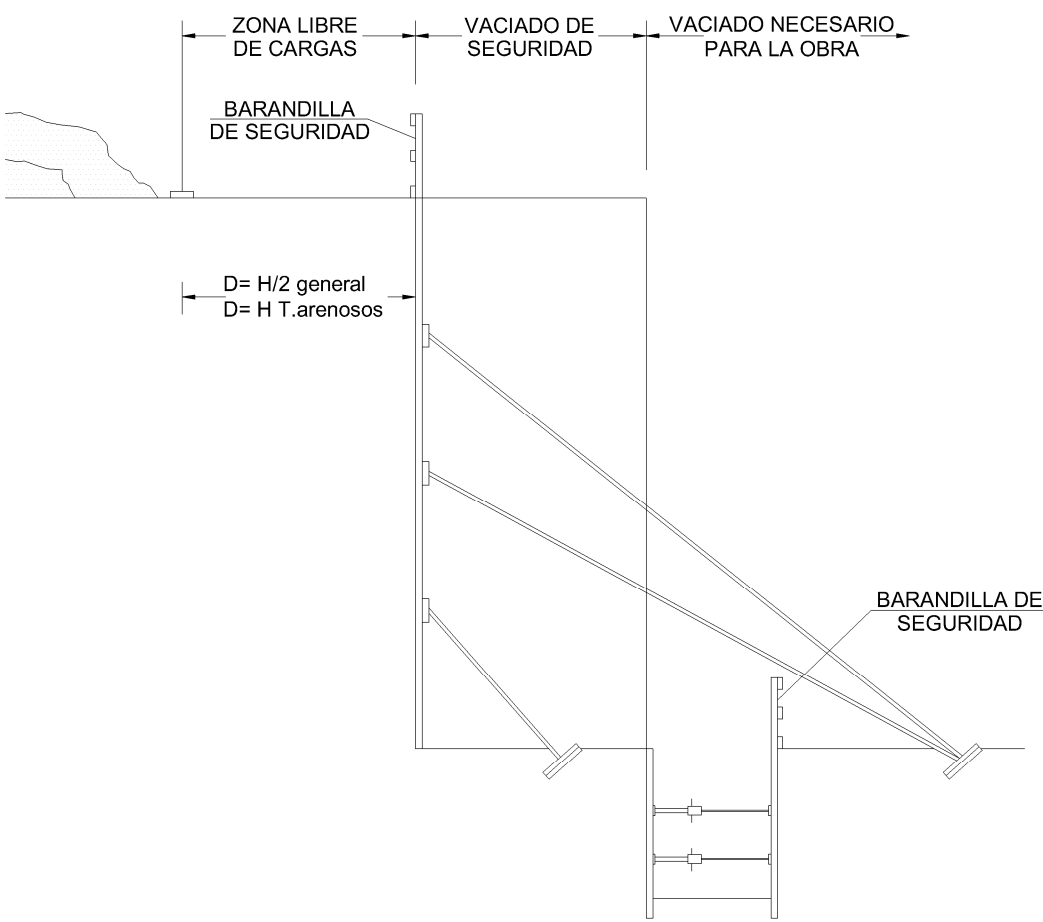 ZONA LIBRE
DE CARGAS
VACIADO DE
SEGURIDAD
VACIADO NECESARIO
PARA LA OBRA
BARANDILLA
DE SEGURIDAD
D= H/2 general
D= H T.arenosos
BARANDILLA DE
SEGURIDAD